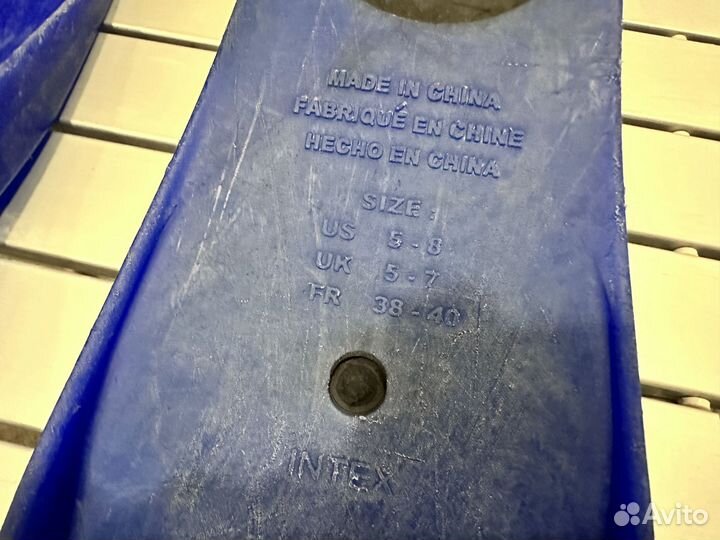 MADE IN CHINA
FABRIQUÉ EN CHINE
HECHO EN CHINA
SIZE :
US 5 - 8
UK 5 - 7
FR 38 - 40
INTEX
Avito